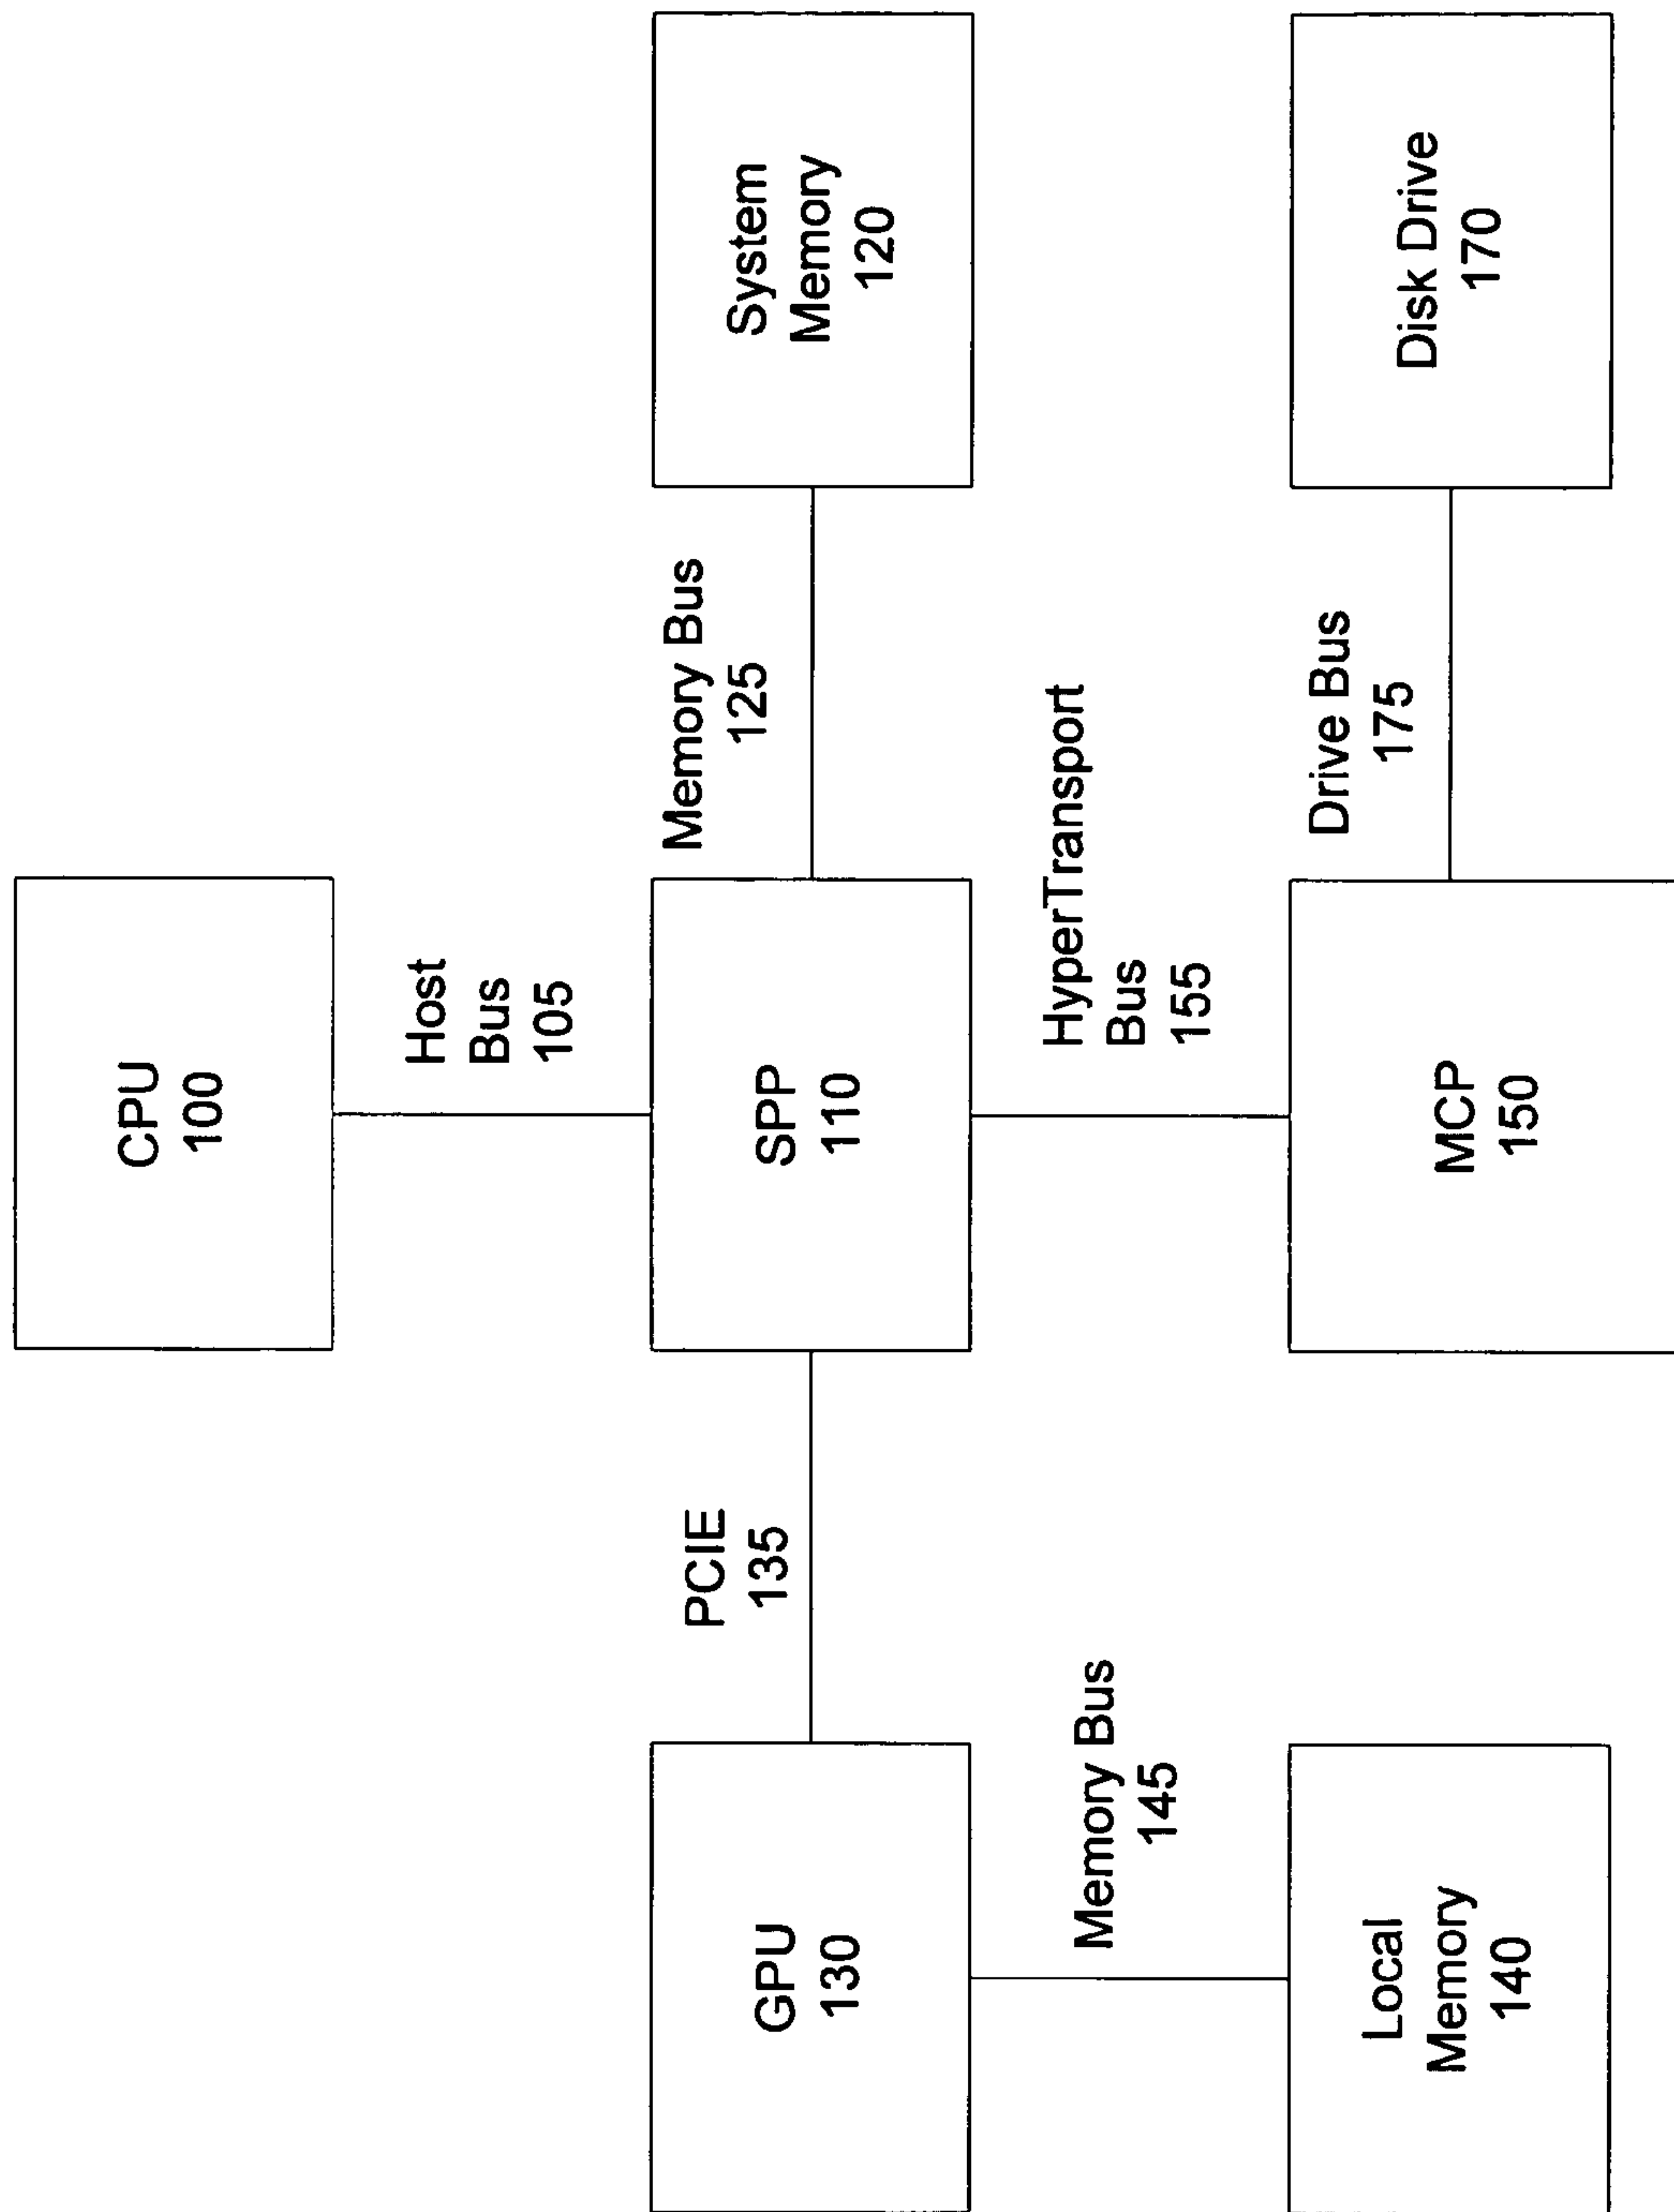 CPU
100
Host
Bus
105
GPU
130
PCIE
135
SPP
110
Memory Bus
125
System
Memory
120
Memory Bus
145
HyperTransport
Bus
155
Local
Memory
140
MCP
150
Drive Bus
175
Disk Drive
170